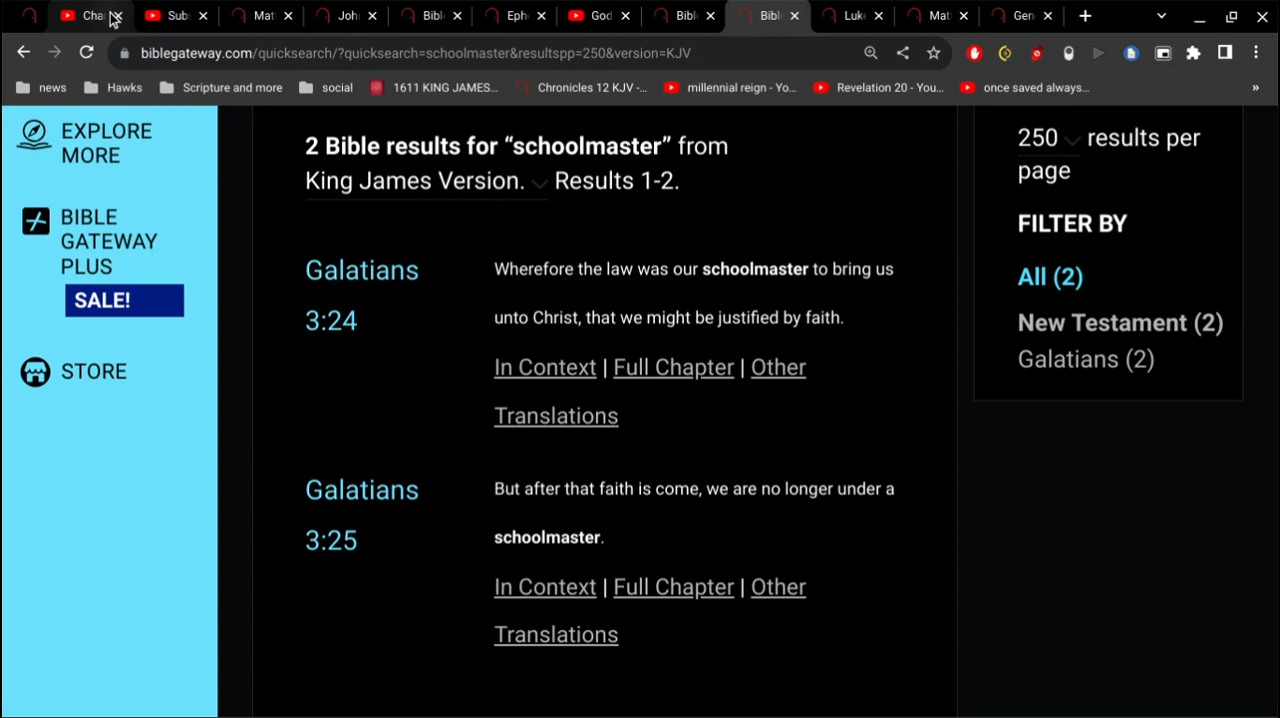 Cha
Sub
Mat
Joh
Bibl
Eph
God
Bibl
Bibl
Luk
Mat
Gen
biblegateway.com/quicksearch/?quicksearch=schoolmaster&resultspp=250&version=KJV
news
Hawks
Scripture and more
social
1611 KING JAMES...
Chronicles 12 KJV -...
millennial reign - Yo...
Revelation 20 - You...
once saved always...
»
EXPLORE
MORE
BIBLE
GATEWAY
PLUS
SALE!
STORE
2 Bible results for “schoolmaster” from
King James Version. Results 1-2.
Galatians
3:24
Wherefore the law was our schoolmaster to bring us
unto Christ, that we might be justified by faith.
In Context | Full Chapter | Other
Translations
Galatians
3:25
But after that faith is come, we are no longer under a
schoolmaster.
In Context | Full Chapter | Other
Translations
250 results per
page
FILTER BY
All (2)
New Testament (2)
Galatians (2)